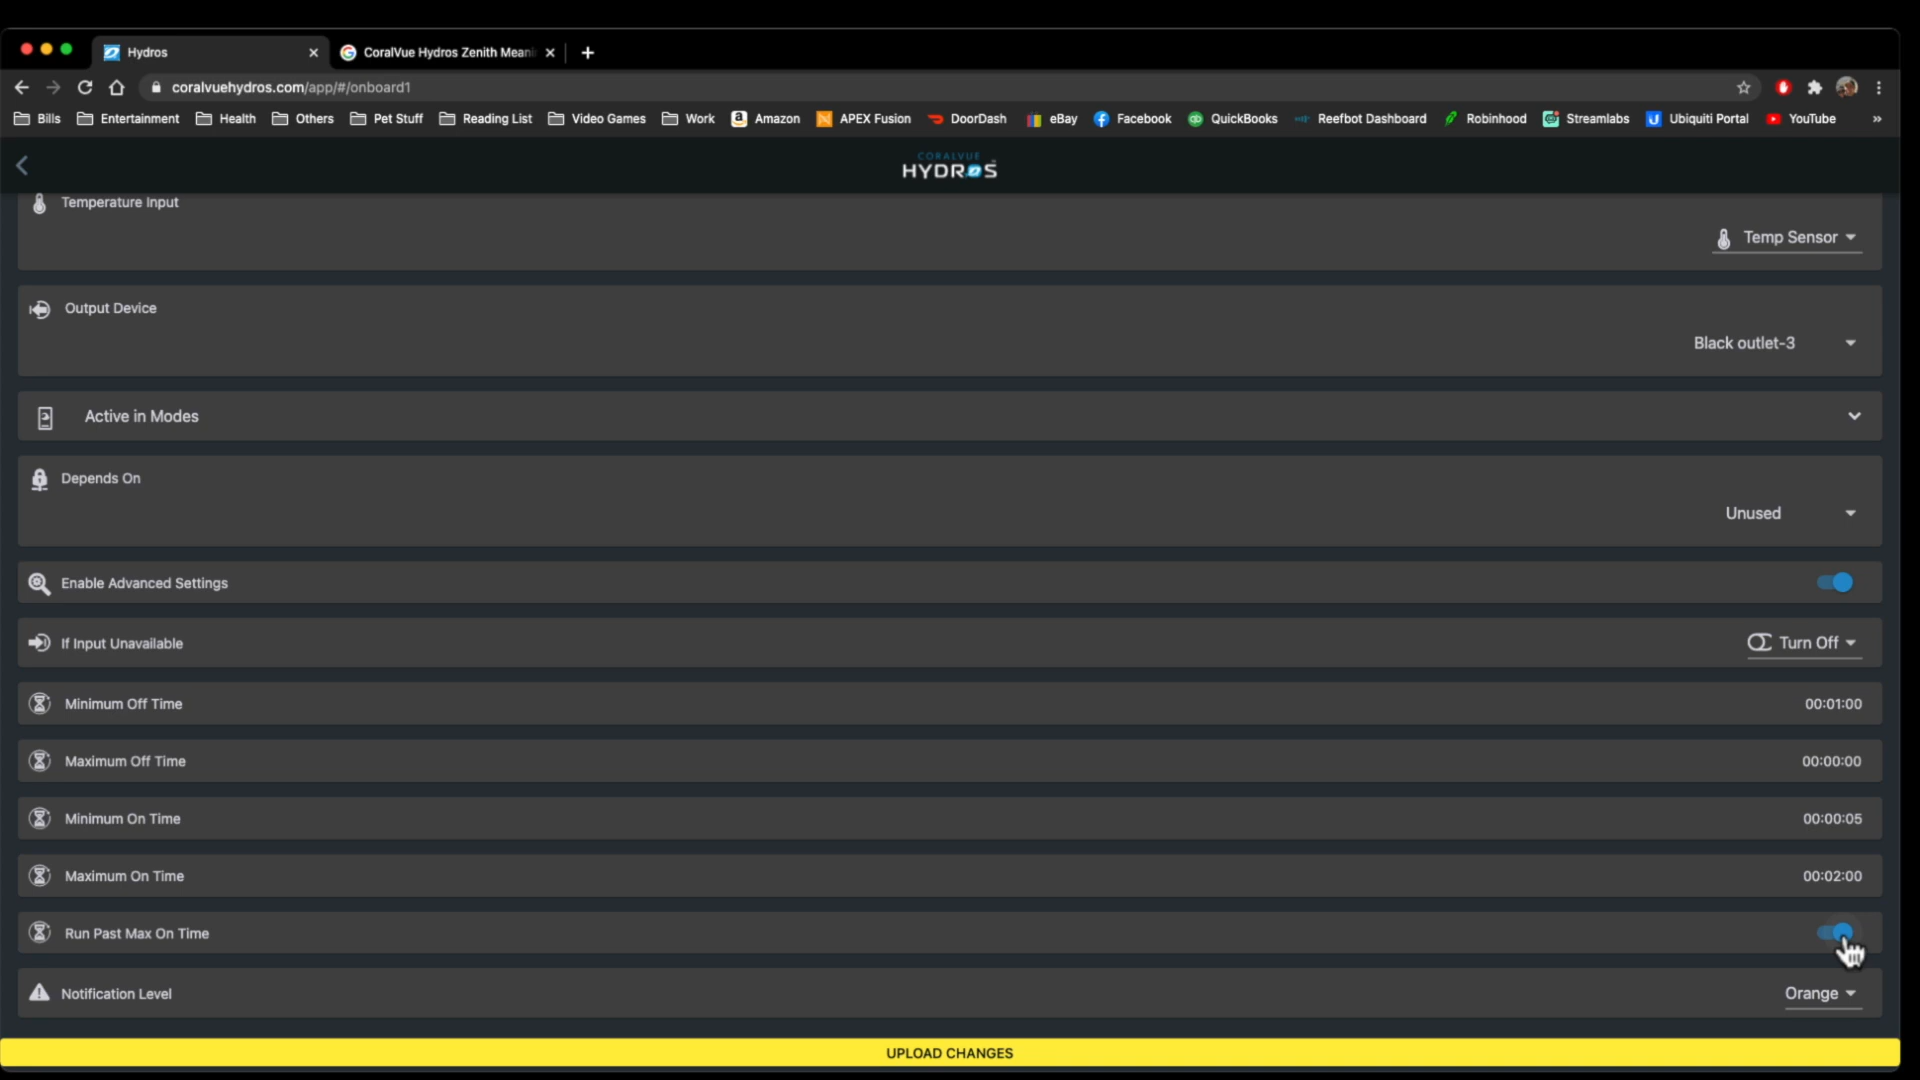 Hydros
CoralVue Hydros Zenith Meani
coralvuehydros.com/app/#/onboard1
Bills Entertainment Health Others Pet Stuff Reading List Video Games Work Amazon APEX Fusion DoorDash eBay Facebook QuickBooks Reefbot Dashboard Robinhood Streamlabs Ubiquiti Portal YouTube »
CORALVUE
HYDROS
Temperature Input
Temp Sensor
Output Device
Black outlet-3
Active in Modes
Depends On
Unused
Enable Advanced Settings
If Input Unavailable Turn Off
Minimum Off Time 00:01:00
Maximum Off Time 00:00:00
Minimum On Time 00:00:05
Maximum On Time 00:02:00
Run Past Max On Time
Notification Level Orange
UPLOAD CHANGES